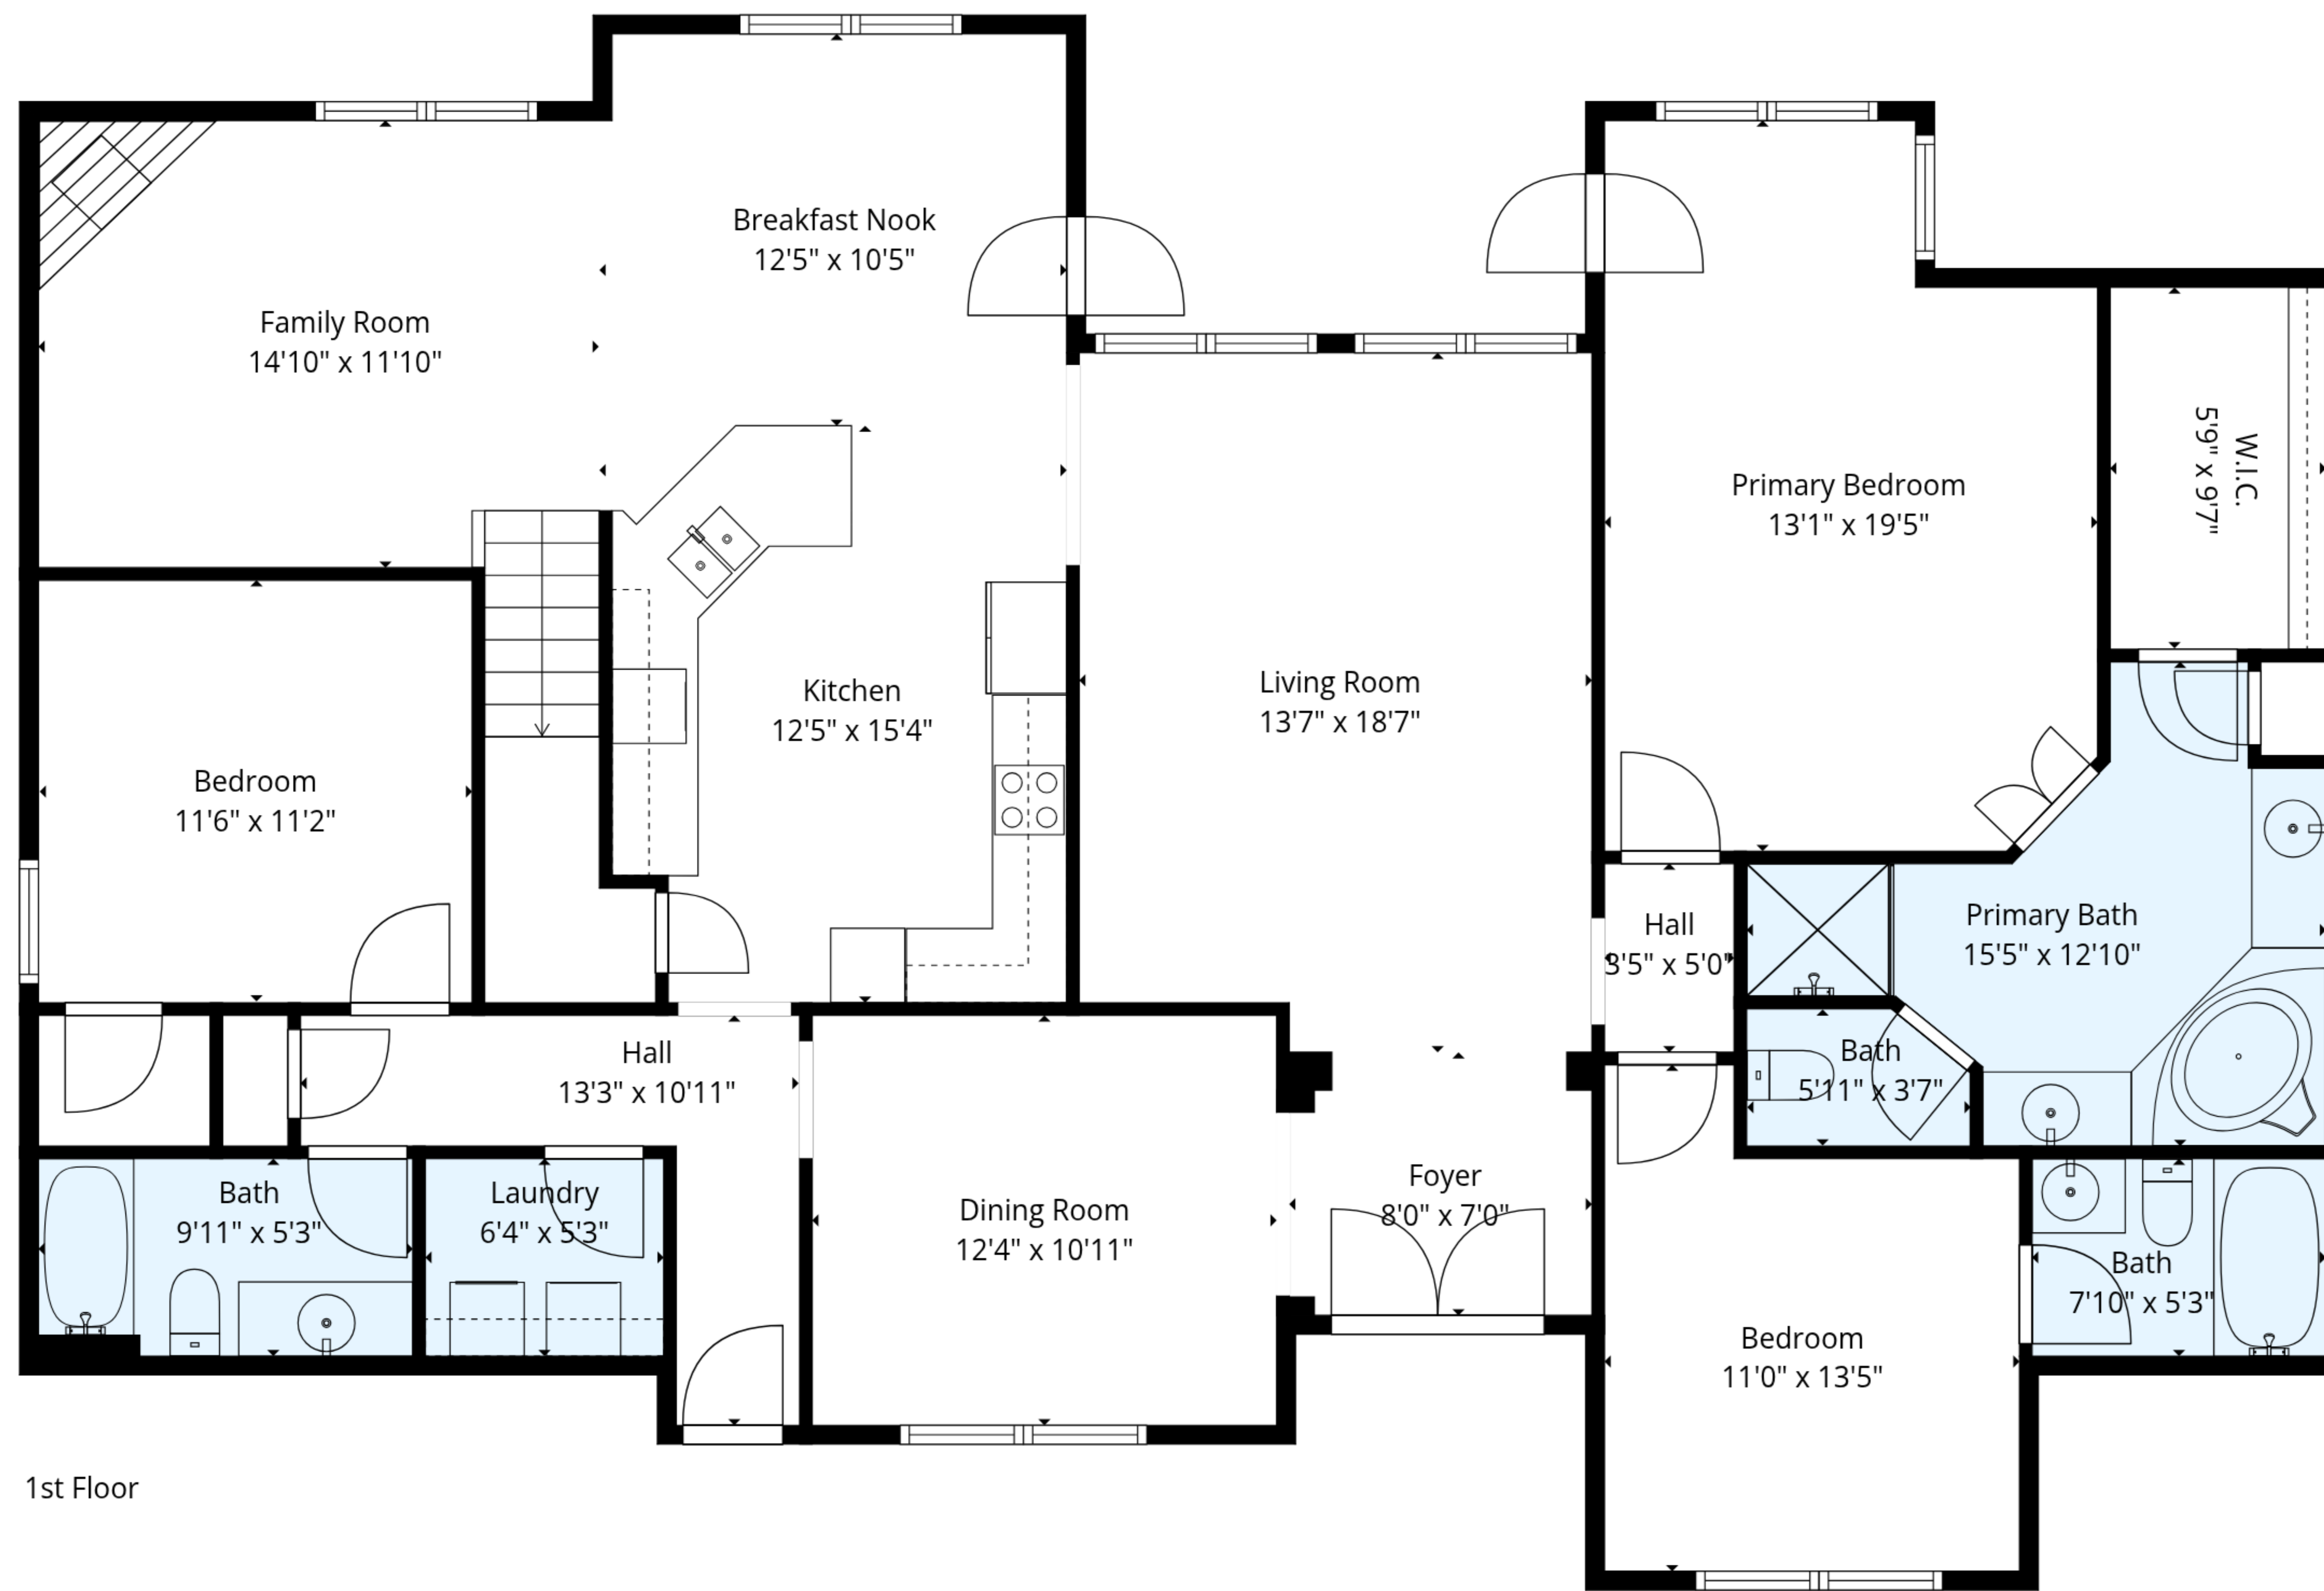 Breakfast Nook
12'5" x 10'5"
Family Room
14'10" x 11'10"
Primary Bedroom
13'1" x 19'5"
W.I.C.
5'9" x 9'7"
Kitchen
12'5" x 15'4"
Living Room
13'7" x 18'7"
Bedroom
11'6" x 11'2"
Hall
3'5" x 5'0"
Primary Bath
15'5" x 12'10"
Hall
13'3" x 10'11"
Bath
5'11" x 3'7"
Bath
9'11" x 5'3"
Laundry
6'4" x 5'3"
Dining Room
12'4" x 10'11"
Foyer
8'0" x 7'0"
Bath
7'10" x 5'3"
Bedroom
11'0" x 13'5"
1st Floor